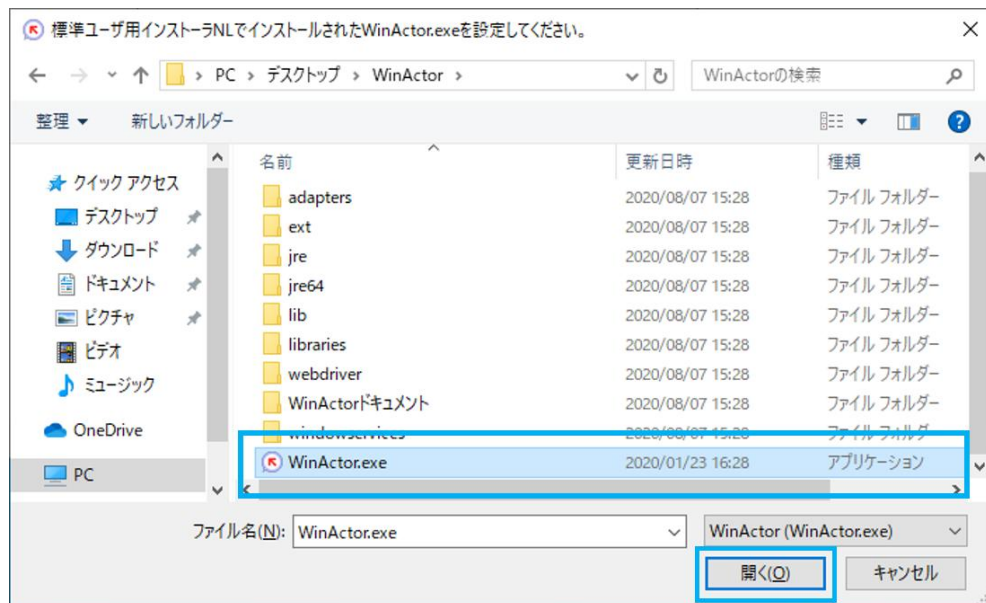 標準ユーザ用インストーラNLでインストールされたWinActor.exeを設定してください。
PC > デスクトップ > WinActor >
WinActorの検索
整理
新しいフォルダー
名前 更新日時 種類
クイック アクセス
デスクトップ
ダウンロード
ドキュメント
ピクチャ
ビデオ
ミュージック
OneDrive
PC
adapters 2020/08/07 15:28 ファイル フォルダー
ext 2020/08/07 15:28 ファイル フォルダー
jre 2020/08/07 15:28 ファイル フォルダー
jre64 2020/08/07 15:28 ファイル フォルダー
lib 2020/08/07 15:28 ファイル フォルダー
libraries 2020/08/07 15:28 ファイル フォルダー
webdriver 2020/08/07 15:28 ファイル フォルダー
WinActorドキュメント 2020/08/07 15:28 ファイル フォルダー
windowservices 2020/08/07 15:28 ファイル フォルダー
WinActor.exe 2020/01/23 16:28 アプリケーション
ファイル名(N): WinActor.exe
WinActor (WinActor.exe)
開く(O)
キャンセル